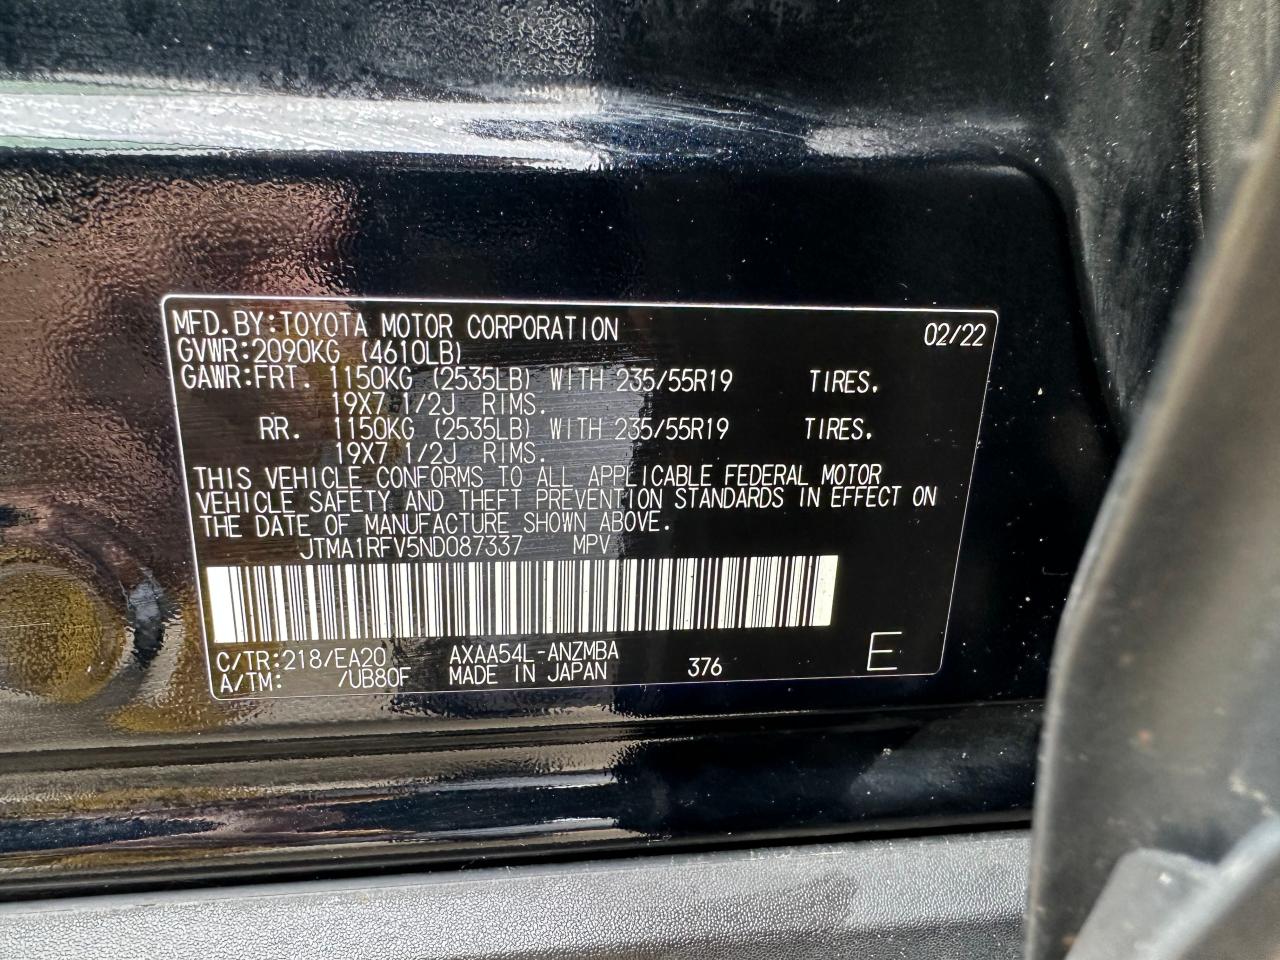 MFD.BY:TOYOTA MOTOR CORPORATION 02/22
GVWR:2090KG (4610LB)
GAWR:FRT. 1150KG (2535LB) WITH 235/55R19 TIRES.
19X7 1/2J RIMS.
RR. 1150KG (2535LB) WITH 235/55R19 TIRES.
19X7 1/2J RIMS.
THIS VEHICLE CONFORMS TO ALL APPLICABLE FEDERAL MOTOR
VEHICLE SAFETY AND THEFT PREVENTION STANDARDS IN EFFECT ON
THE DATE OF MANUFACTURE SHOWN ABOVE.
JTMA1RFV5ND087337 MPV
C/TR:218/EA20 AXAA54L-ANZMBA 376 E
A/TM: /UB80F MADE IN JAPAN